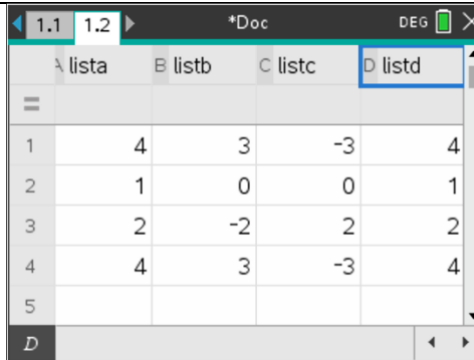 1.1 1.2 *Doc DEG
A lista B listb C listc D listd
=
1 4 3 -3 4
2 1 0 0 1
3 2 -2 2 2
4 4 3 -3 4
5
D